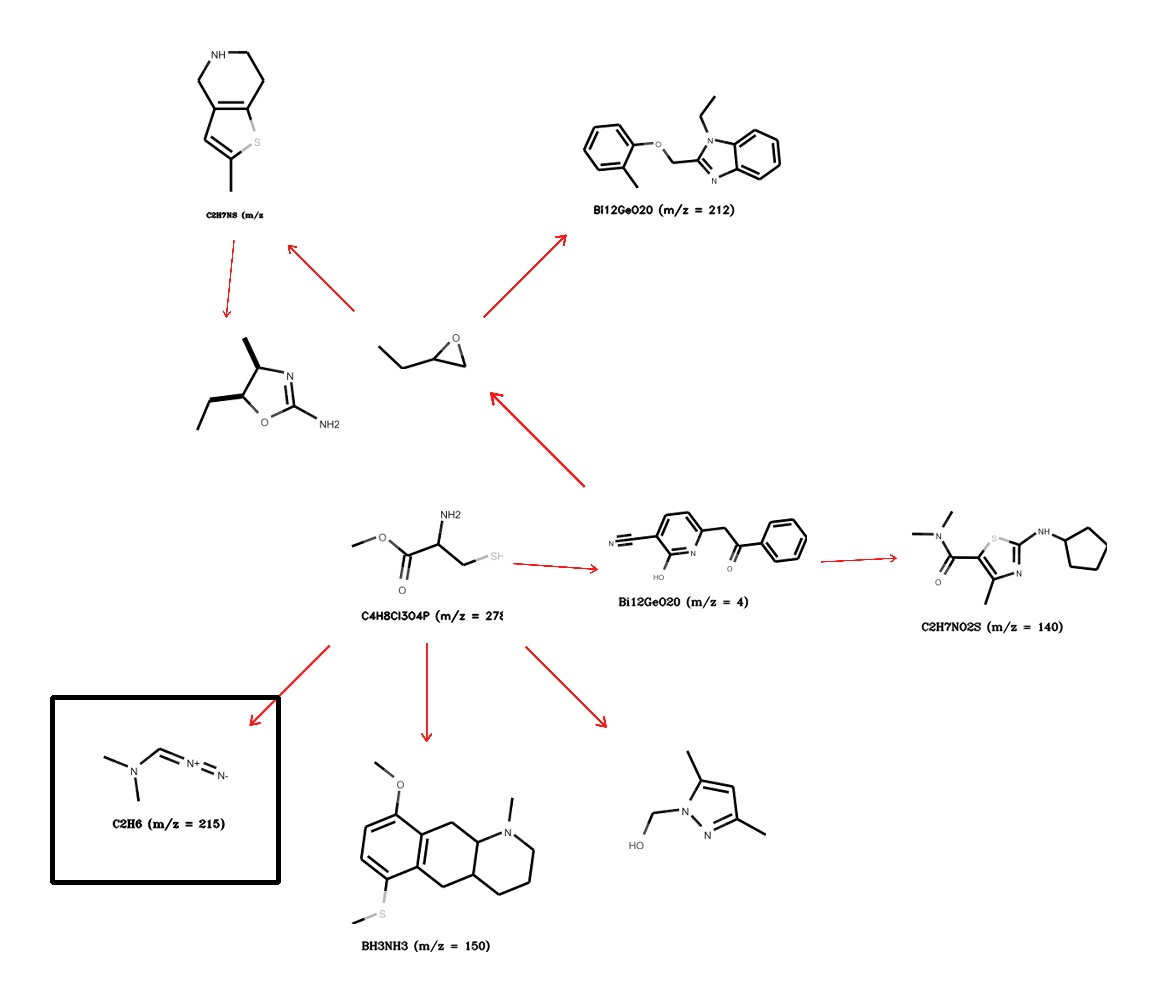 NH
S
C2H7NS (m/z
N
O
N
Bi12GeO20 (m/z = 212)
O
N
O
NH2
NH2
O
SH
O
N
N
O
HO
N
S
NH
O
N
C4H8Cl3O4P (m/z = 278
Bi12GeO20 (m/z = 4)
C2H7NO2S (m/z = 140)
N
N+
N-
C2H6 (m/z = 215)
O
N
S
BH3NH3 (m/z = 150)
N
N
HO